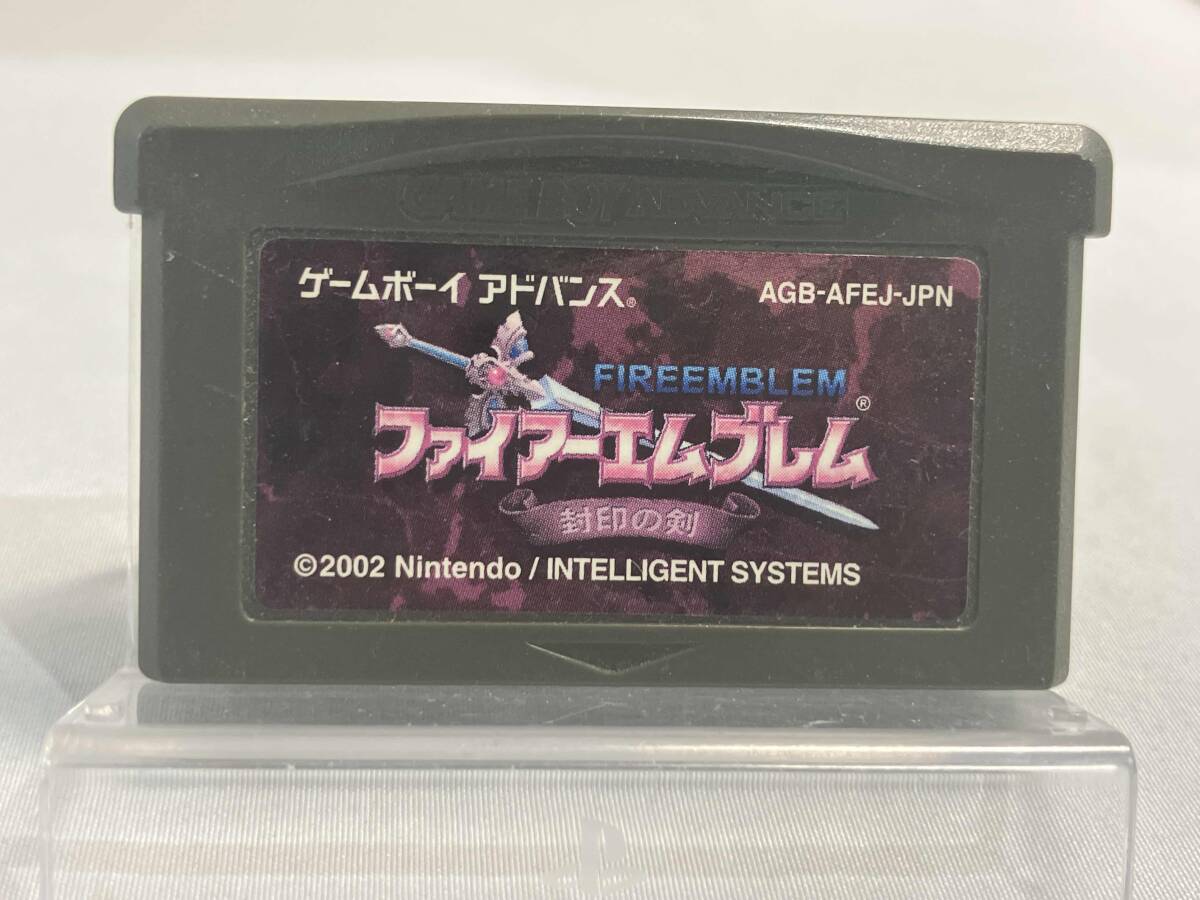 GAME BOY ADVANCE
ゲームボーイ アドバンス®
AGB-AFEJ-JPN
FIREEMBLEM
ファイアーエムブレム®
封印の剣
©2002 Nintendo / INTELLIGENT SYSTEMS